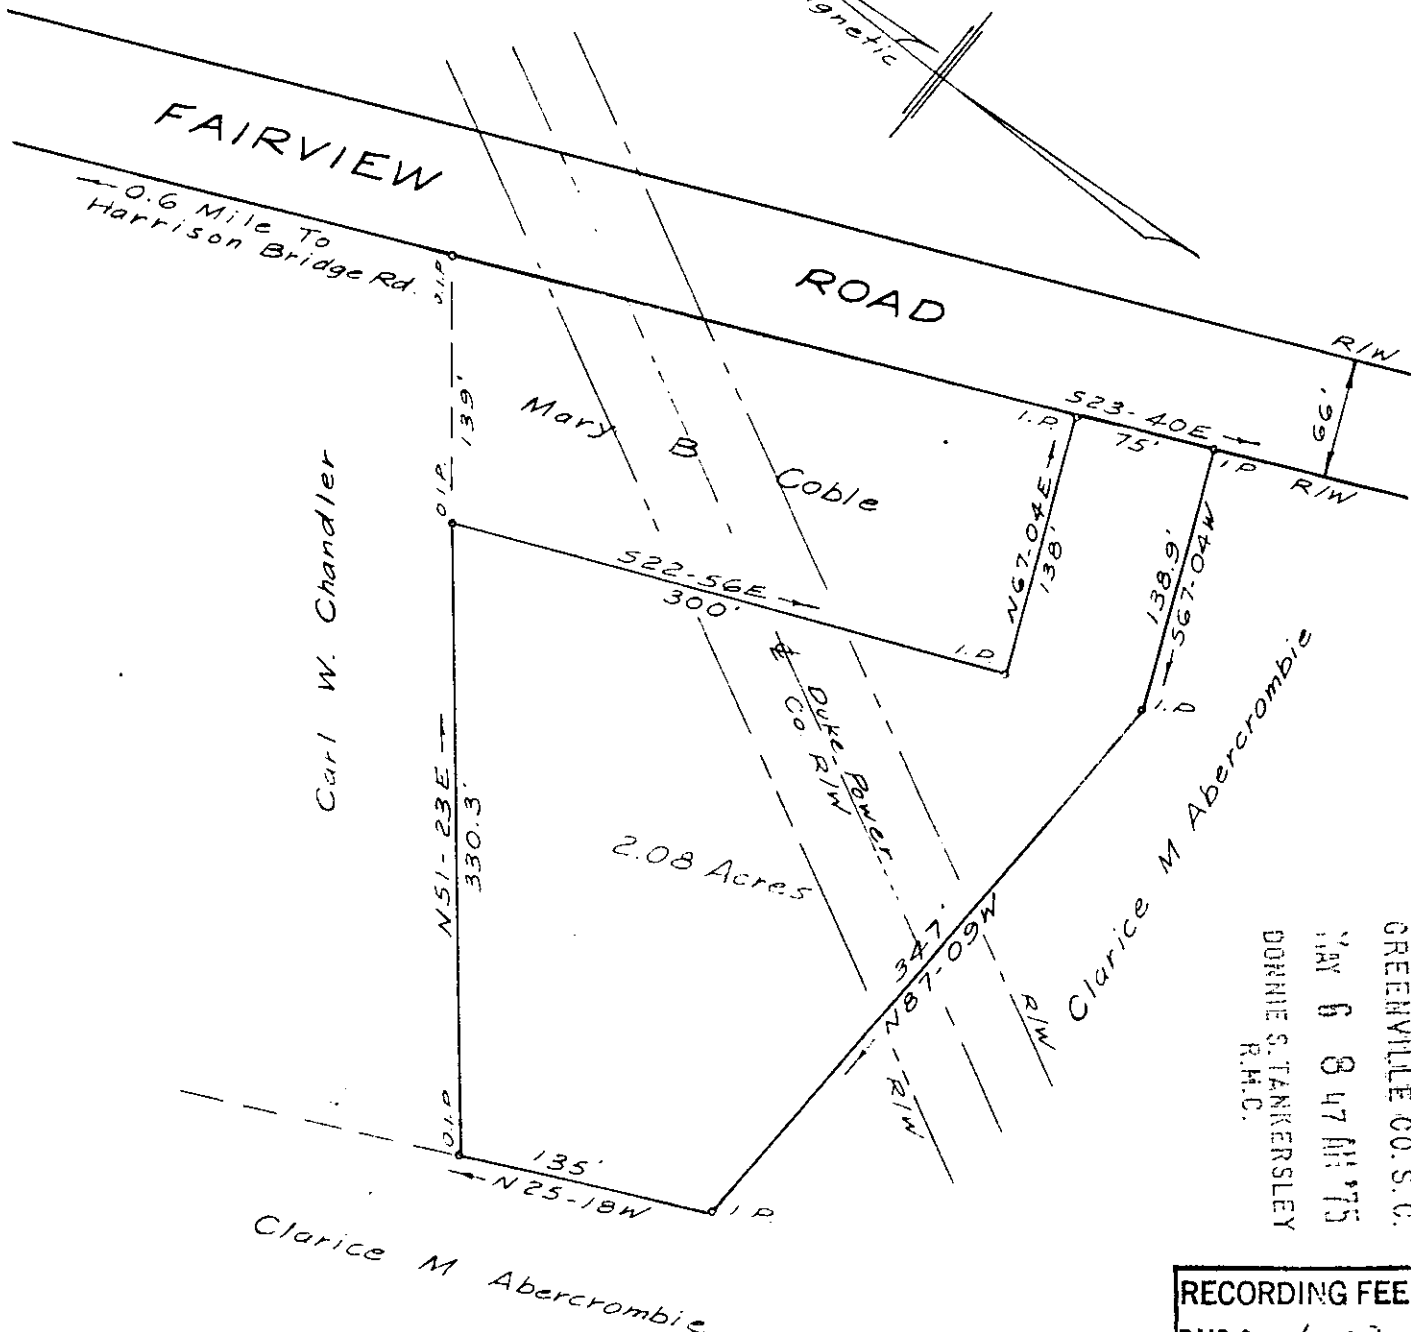 gnetic
FAIRVIEW
ROAD
0.6 Mile To
Harrison Bridge Rd.
O.I.P.
139'
O I.P.
Mary B Coble
R/W
66'
R/W
I.P.
S23-40E
75'
I.P
N67-04E
138'
138.9'
S67-04W
S22-56E
300'
I.P.
I.P
Carl W. Chandler
N51-23E
330.3'
Duke Power
Co. R/W
2.08 Acres
Clarice M Abercrombie
347'
N87-09W
R/W
R/W
O.I.P
135'
N25-18W
I.P.
Clarice M Abercrombie
GREENVILLE CO. S. C.
MAY 6 8 47 AM '75
DONNIE S. TANKERSLEY
R.M.C.
RECORDING FEE